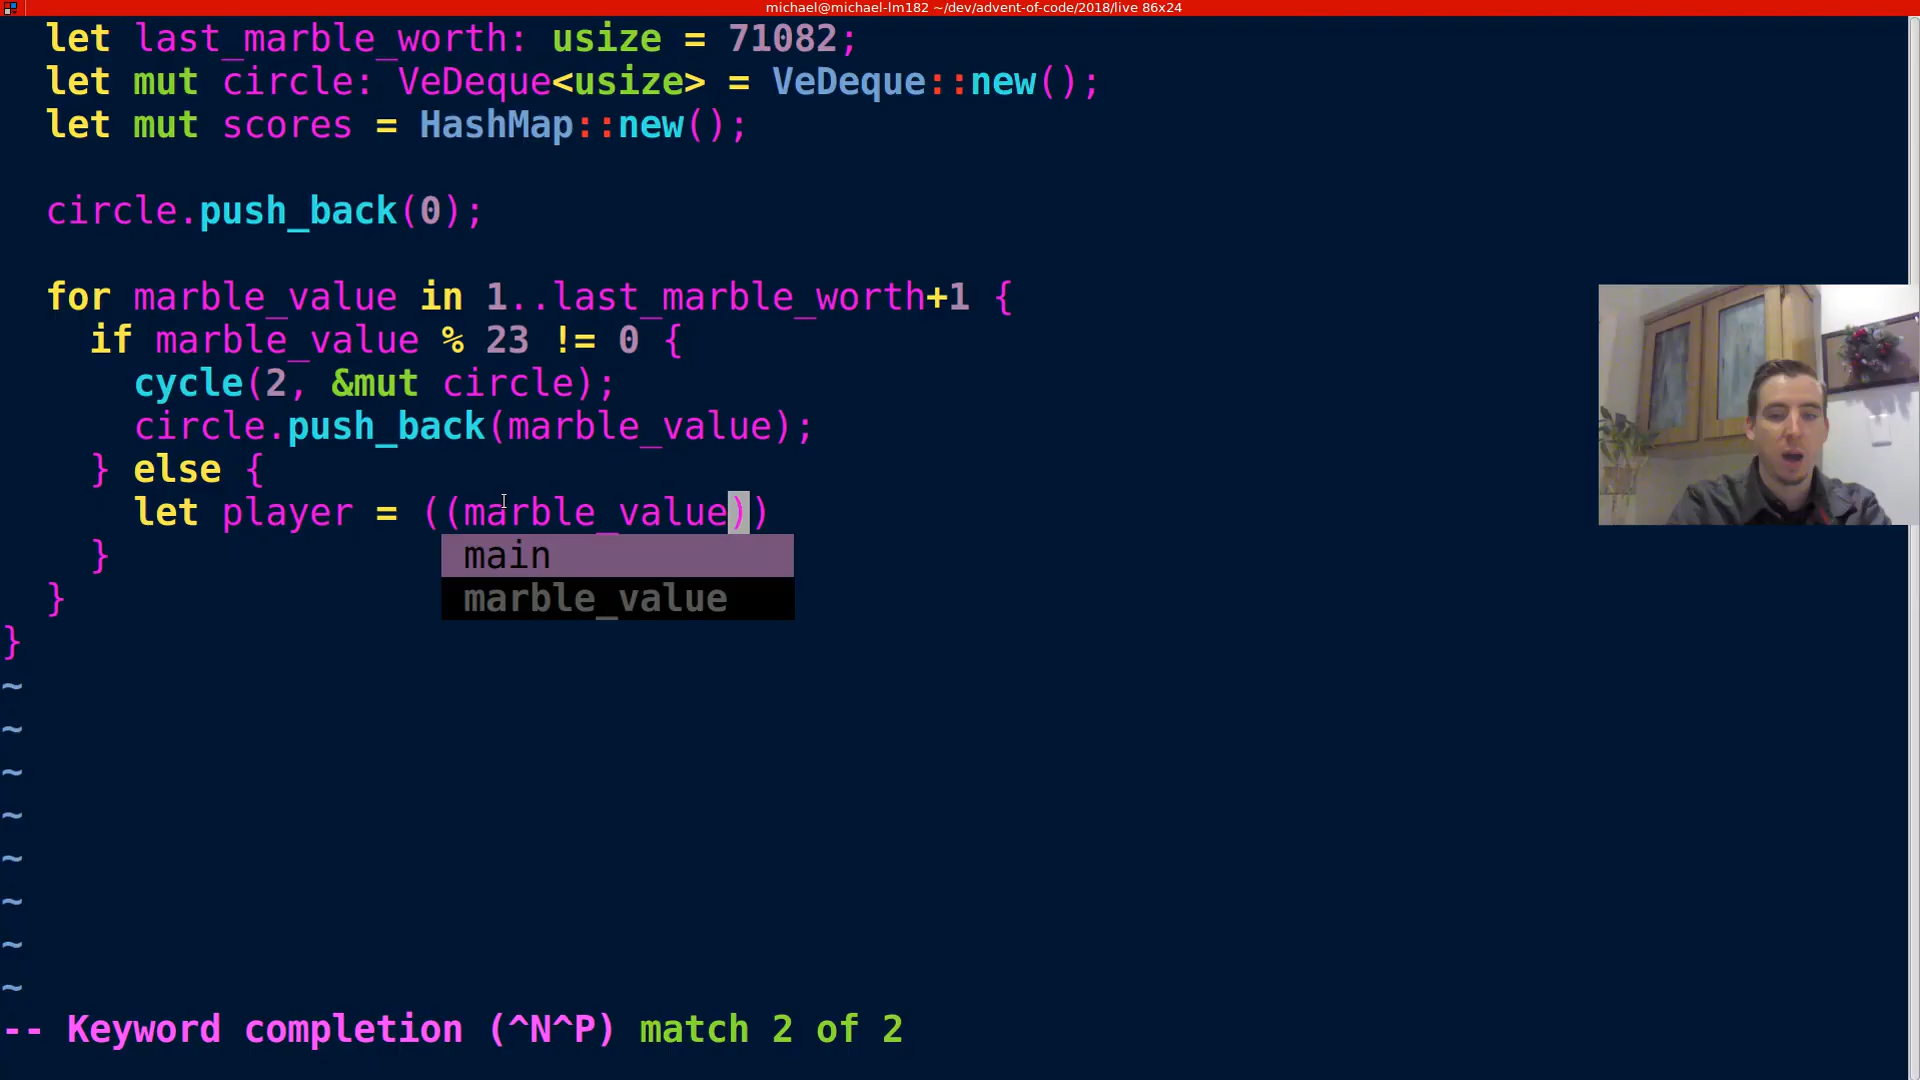 michael@michael-lm182 ~/dev/advent-of-code/2018/live 86x24
let last_marble_worth: usize = 71082;
let mut circle: VeDeque<usize> = VeDeque::new();
let mut scores = HashMap::new();
circle.push_back(0);
for marble_value in 1..last_marble_worth+1 {
if marble_value % 23 != 0 {
cycle(2, &mut circle);
circle.push_back(marble_value);
} else {
let player = ((marble_value))
}
main
marble_value
}
}
~
~
~
~
~
~
~
~
-- Keyword completion (^N^P) match 2 of 2